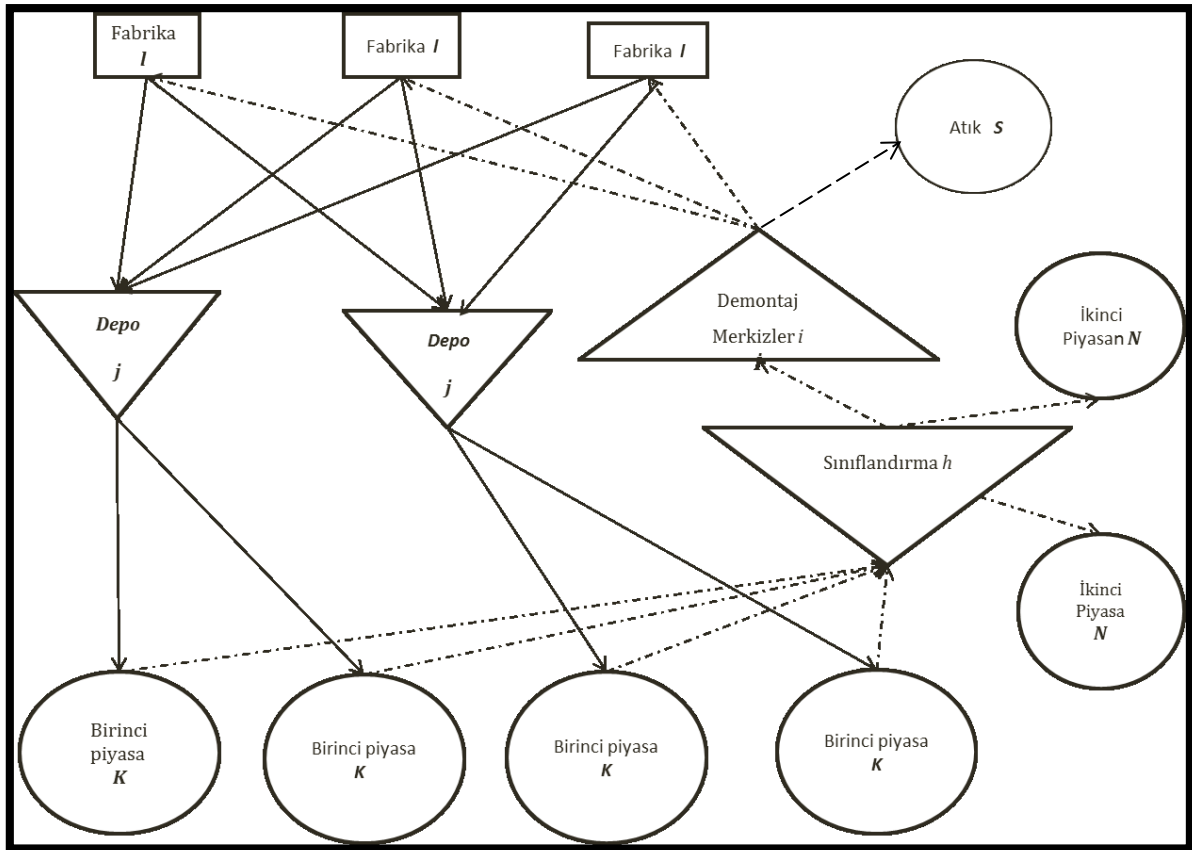 Fabrika
l
Fabrika l
Fabrika l
Atık S
Depo
j
Depo
j
Demontaj
Merkizler i
İkinci
Piyasan N
Sınıflandırma h
İkinci
Piyasa
N
Birinci
piyasa
K
Birinci piyasa
K
Birinci piyasa
K
Birinci piyasa
K